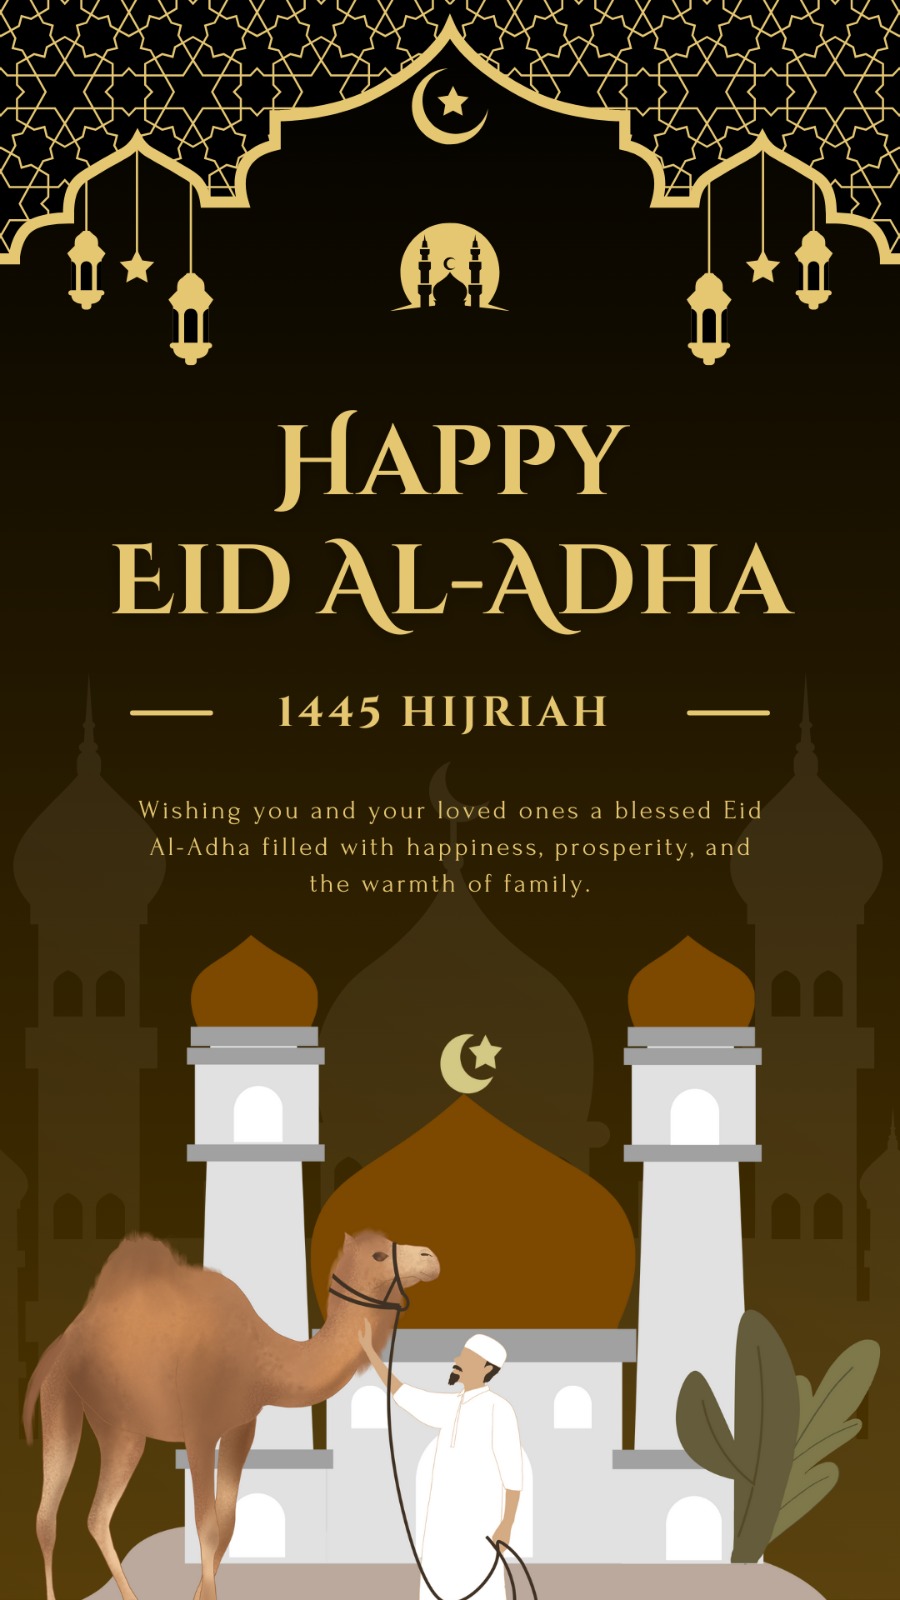 Happy
Eid Al-Adha
1445 Hijriah
Wishing you and your loved ones a blessed Eid
Al-Adha filled with happiness, prosperity, and
the warmth of family.